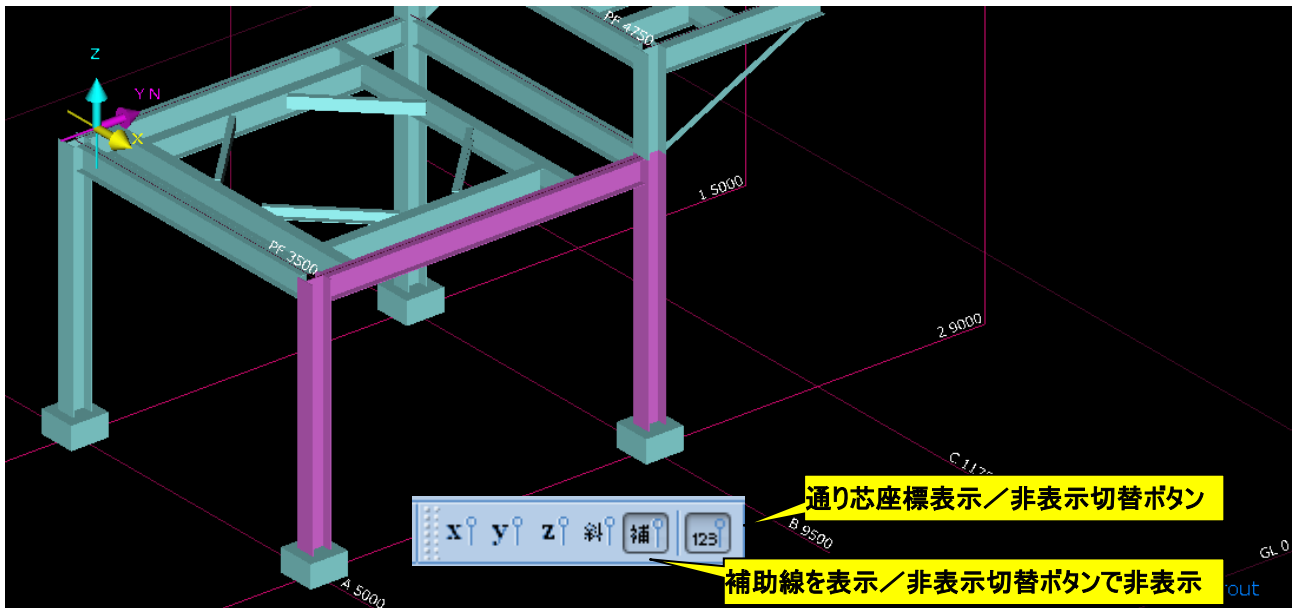 PF 4750
Z
Y N
X
1 5000
PF 3500
2 9000
C 117
通り芯座標表示／非表示切替ボタン
x y z 斜 補 123
B 9500
GL 0
補助線を表示／非表示切替ボタンで非表示
A 5000
rout